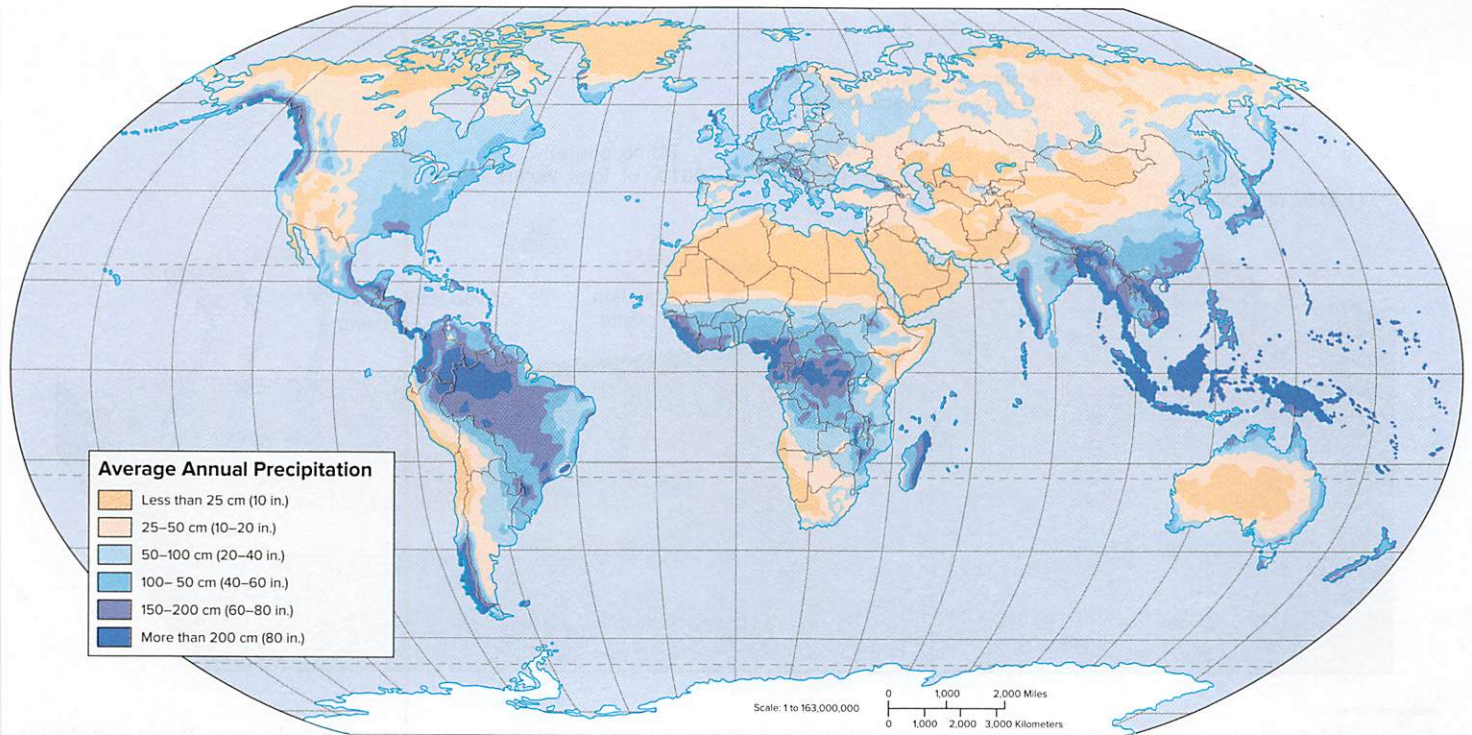 Average Annual Precipitation
Less than 25 cm (10 in.)
25–50 cm (10–20 in.)
50–100 cm (20–40 in.)
100– 50 cm (40–60 in.)
150–200 cm (60–80 in.)
More than 200 cm (80 in.)
Scale: 1 to 163,000,000
0 1,000 2,000 Miles
0 1,000 2,000 3,000 Kilometers